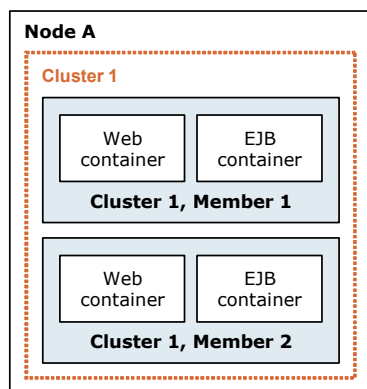 Node A
Cluster 1
Web EJB
container container
Cluster 1, Member 1
Web EJB
container container
Cluster 1, Member 2